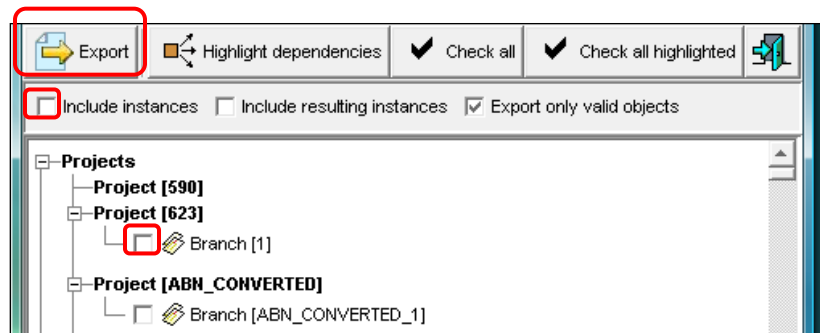 Export Highlight dependencies Check all Check all highlighted
Include instances Include resulting instances Export only valid objects
Projects
Project [590]
Project [623]
Branch [1]
Project [ABN_CONVERTED]
Branch [ABN_CONVERTED_1]